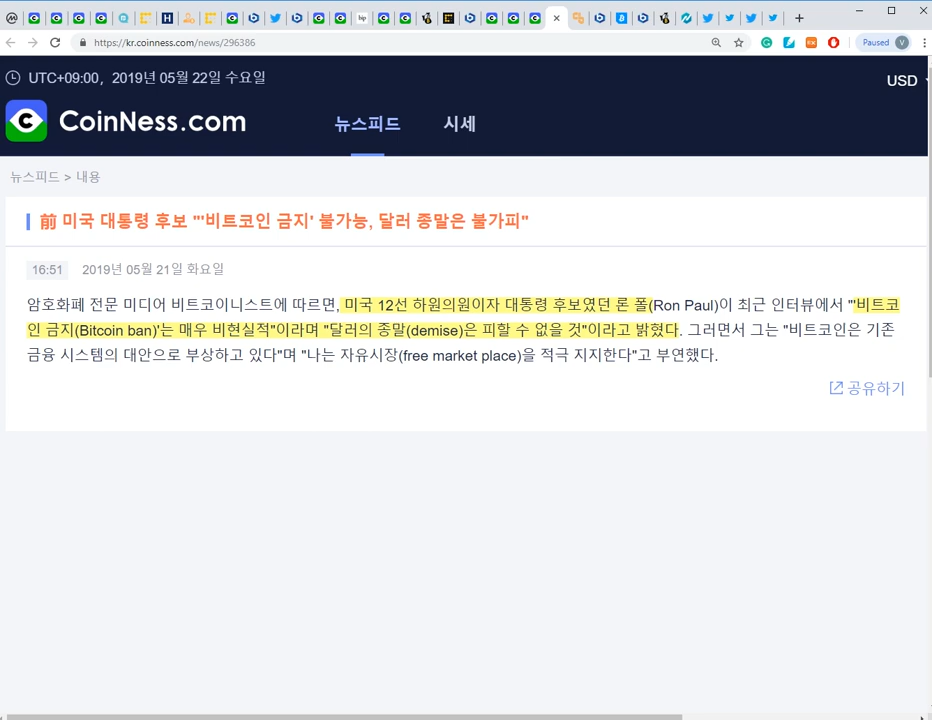 https://kr.coinness.com/news/296386
Paused
V
UTC+09:00, 2019년 05월 22일 수요일
USD
CoinNess.com
뉴스피드
시세
뉴스피드 > 내용
前 미국 대통령 후보 "'비트코인 금지' 불가능, 달러 종말은 불가피"
16:51 2019년 05월 21일 화요일
암호화폐 전문 미디어 비트코이니스트에 따르면, 미국 12선 하원의원이자 대통령 후보였던 론 폴(Ron Paul)이 최근 인터뷰에서 "'비트코
인 금지(Bitcoin ban)'는 매우 비현실적"이라며 "달러의 종말(demise)은 피할 수 없을 것"이라고 밝혔다. 그러면서 그는 "비트코인은 기존
금융 시스템의 대안으로 부상하고 있다"며 "나는 자유시장(free market place)을 적극 지지한다"고 부연했다.
공유하기